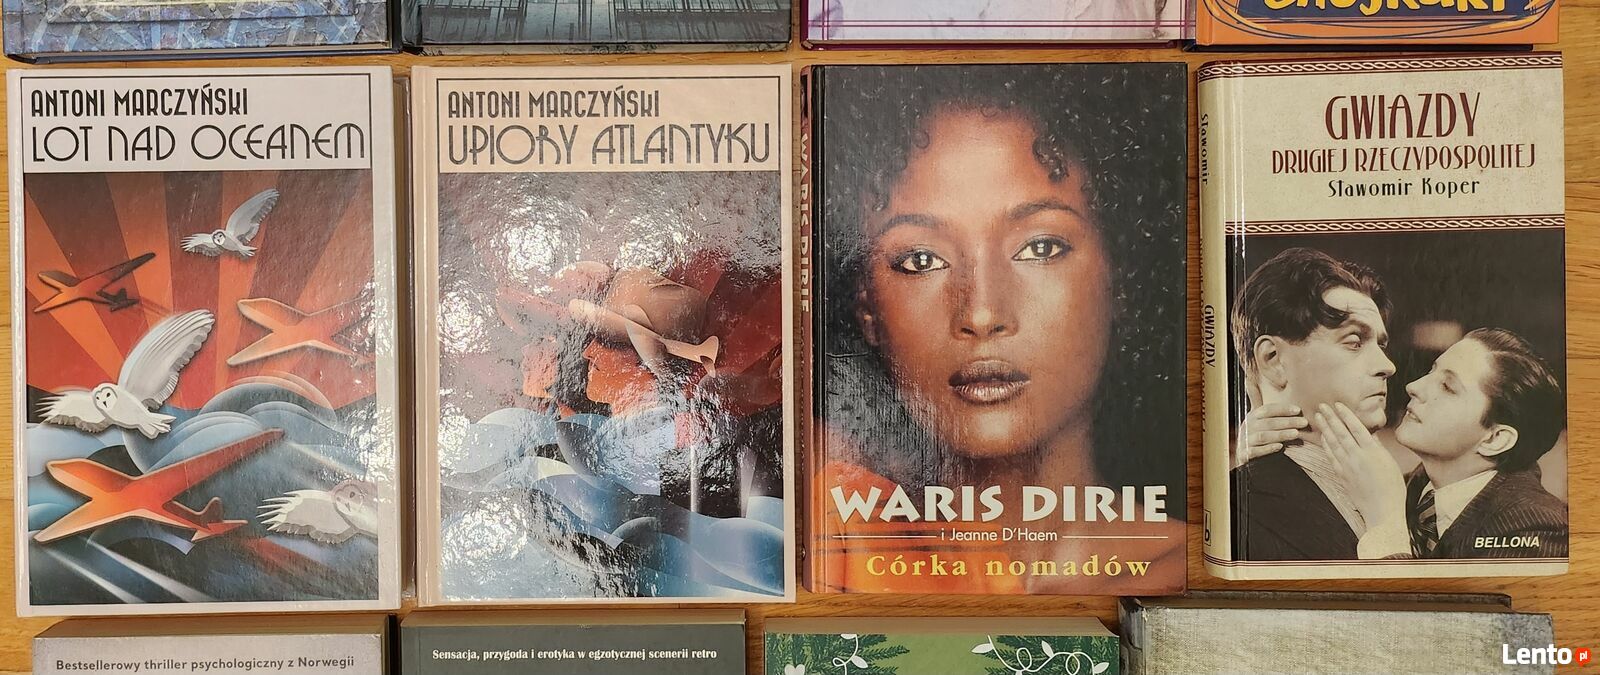 ANTONI MARCZYŃSKI
LOT NAD OCEANEM
ANTONI MARCZYŃSKI
UPIORY ATLANTYKU
WARIS DIRIE
WARIS DIRIE
i Jeanne D'Haem
Córka nomadów
Sławomir
GWIAZDY
GWIAZDY
DRUGIEJ RZECZYPOSPOLITEJ
Sławomir Koper
BELLONA
Bestsellerowy thriller psychologiczny z Norwegii
Sensacja, przygoda i erotyka w egzotycznej scenerii retro
Lento pl